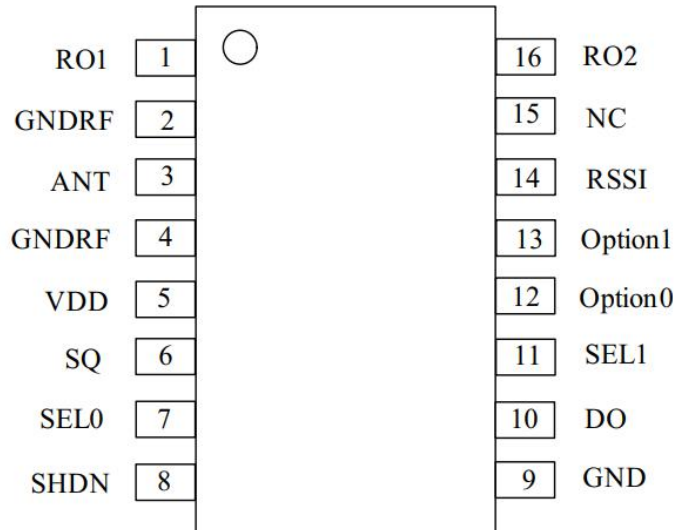 RO1 1 16 RO2
GNDRF 2 15 NC
ANT 3 14 RSSI
GNDRF 4 13 Option1
VDD 5 12 Option0
SQ 6 11 SEL1
SEL0 7 10 DO
SHDN 8 9 GND